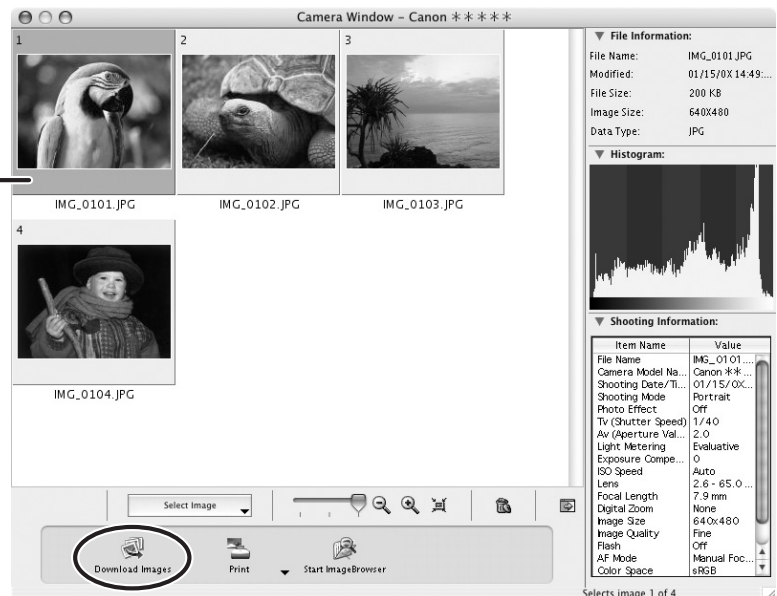 Camera Window - Canon ＊＊＊＊＊
1
2
3
IMG_0101.JPG
IMG_0102.JPG
IMG_0103.JPG
4
IMG_0104.JPG
Select Image
Download Images
Print
Start ImageBrowser
▼ File Information:
File Name: IMG_0101.JPG
Modified: 01/15/0X 14:49:...
File Size: 200 KB
Image Size: 640X480
Data Type: JPG
▼ Histogram:
▼ Shooting Information:
Item Name Value
File Name IMG_0101....
Camera Model Na... Canon ＊＊...
Shooting Date/Ti... 01/15/0X...
Shooting Mode Portrait
Photo Effect Off
Tv (Shutter Speed) 1/40
Av (Aperture Val... 2.0
Light Metering Evaluative
Exposure Compe... 0
ISO Speed Auto
Lens 2.6 - 65.0 ...
Focal Length 7.9 mm
Digital Zoom None
Image Size 640x480
Image Quality Fine
Flash Off
AF Mode Manual Foc...
Color Space sRGB
Selects image 1 of 4